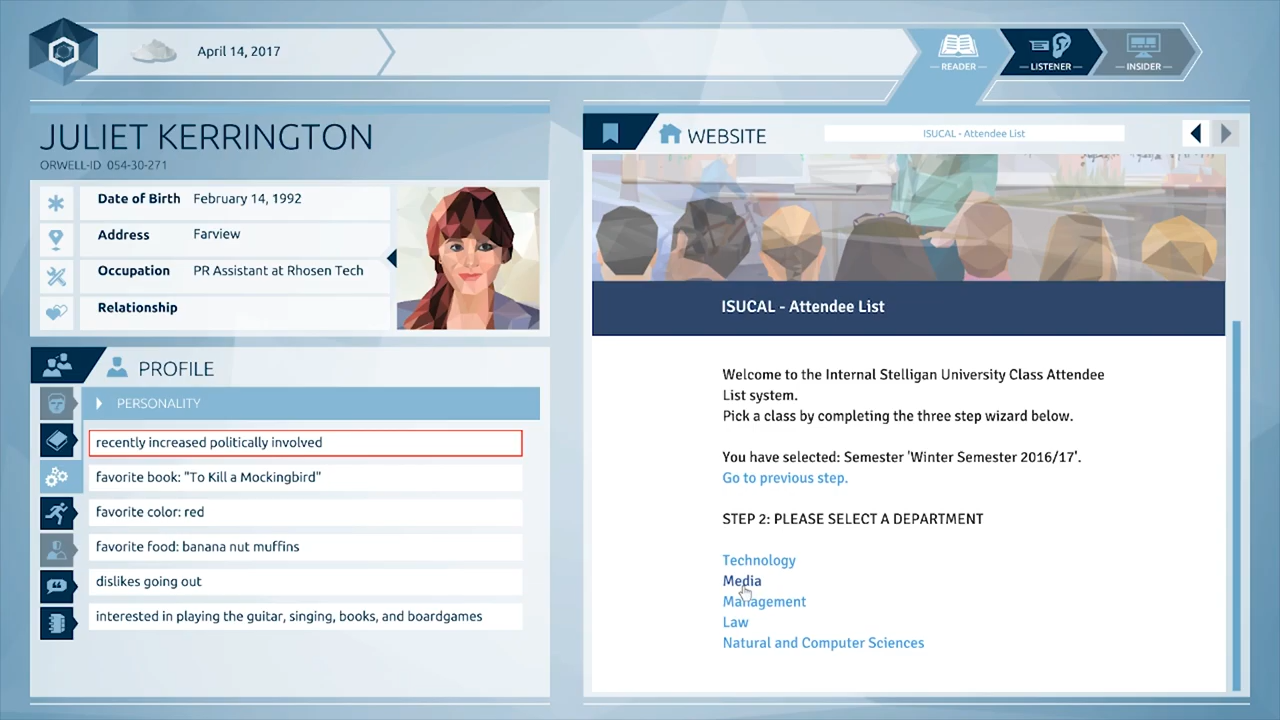 April 14, 2017
READER
LISTENER
INSIDER
JULIET KERRINGTON
ORWELL-ID 054-30-271
Date of Birth February 14, 1992
Address Farview
Occupation PR Assistant at Rhosen Tech
Relationship
PROFILE
PERSONALITY
recently increased politically involved
favorite book: "To Kill a Mockingbird"
favorite color: red
favorite food: banana nut muffins
dislikes going out
interested in playing the guitar, singing, books, and boardgames
WEBSITE
ISUCAL - Attendee List
ISUCAL - Attendee List
Welcome to the Internal Stelligan University Class Attendee
List system.
Pick a class by completing the three step wizard below.
You have selected: Semester 'Winter Semester 2016/17'.
Go to previous step.
STEP 2: PLEASE SELECT A DEPARTMENT
Technology
Media
Management
Law
Natural and Computer Sciences